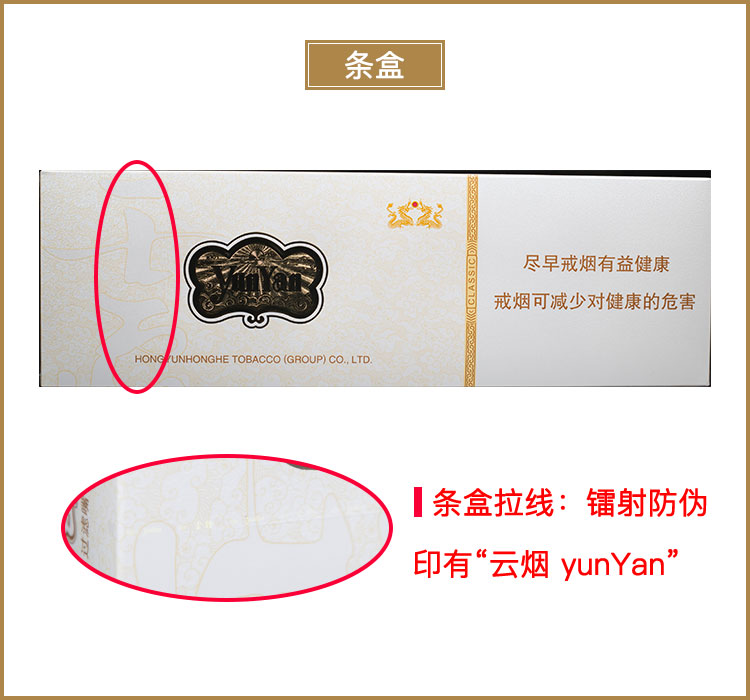 条盒
CLASSIC
尽早戒烟有益健康
戒烟可减少对健康的危害
yunYan
HONGYUNHONGHE TOBACCO (GROUP) CO., LTD.
条盒拉线：镭射防伪
印有“云烟 yunYan”